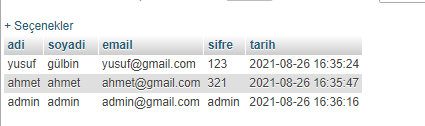 + Seçenekler
adi soyadi email sifre tarih
yusuf gülbin yusuf@gmail.com 123 2021-08-26 16:35:24
ahmet ahmet ahmet@gmail.com 321 2021-08-26 16:35:47
admin admin admin@gmail.com admin 2021-08-26 16:36:16